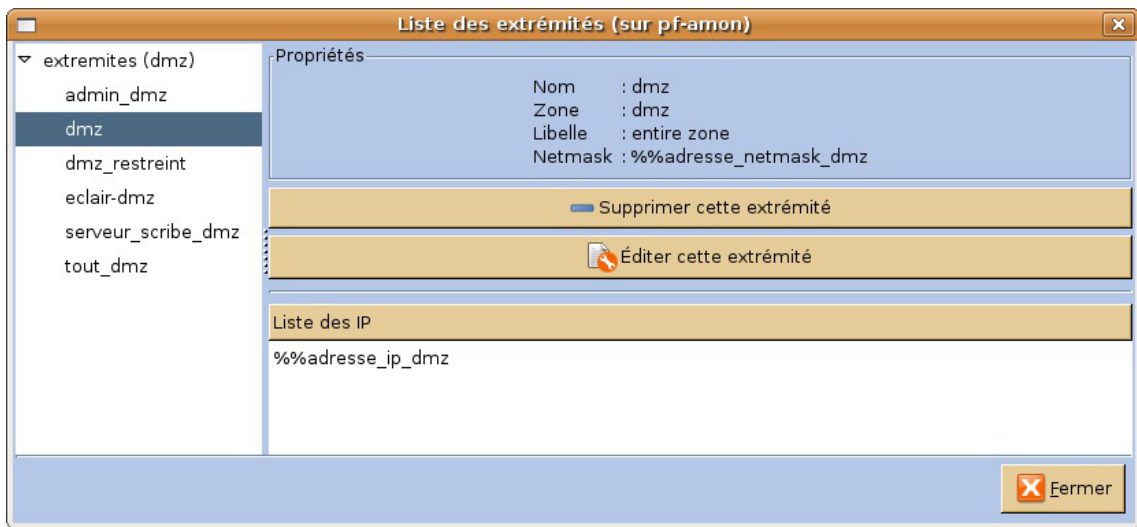 Liste des extrémités (sur pf-amon)
extremites (dmz)
admin_dmz
dmz
dmz_restreint
eclair-dmz
serveur_scribe_dmz
tout_dmz
Propriétés
Nom : dmz
Zone : dmz
Libelle : entire zone
Netmask : %%adresse_netmask_dmz
Supprimer cette extrémité
Éditer cette extrémité
Liste des IP
%%adresse_ip_dmz
Fermer